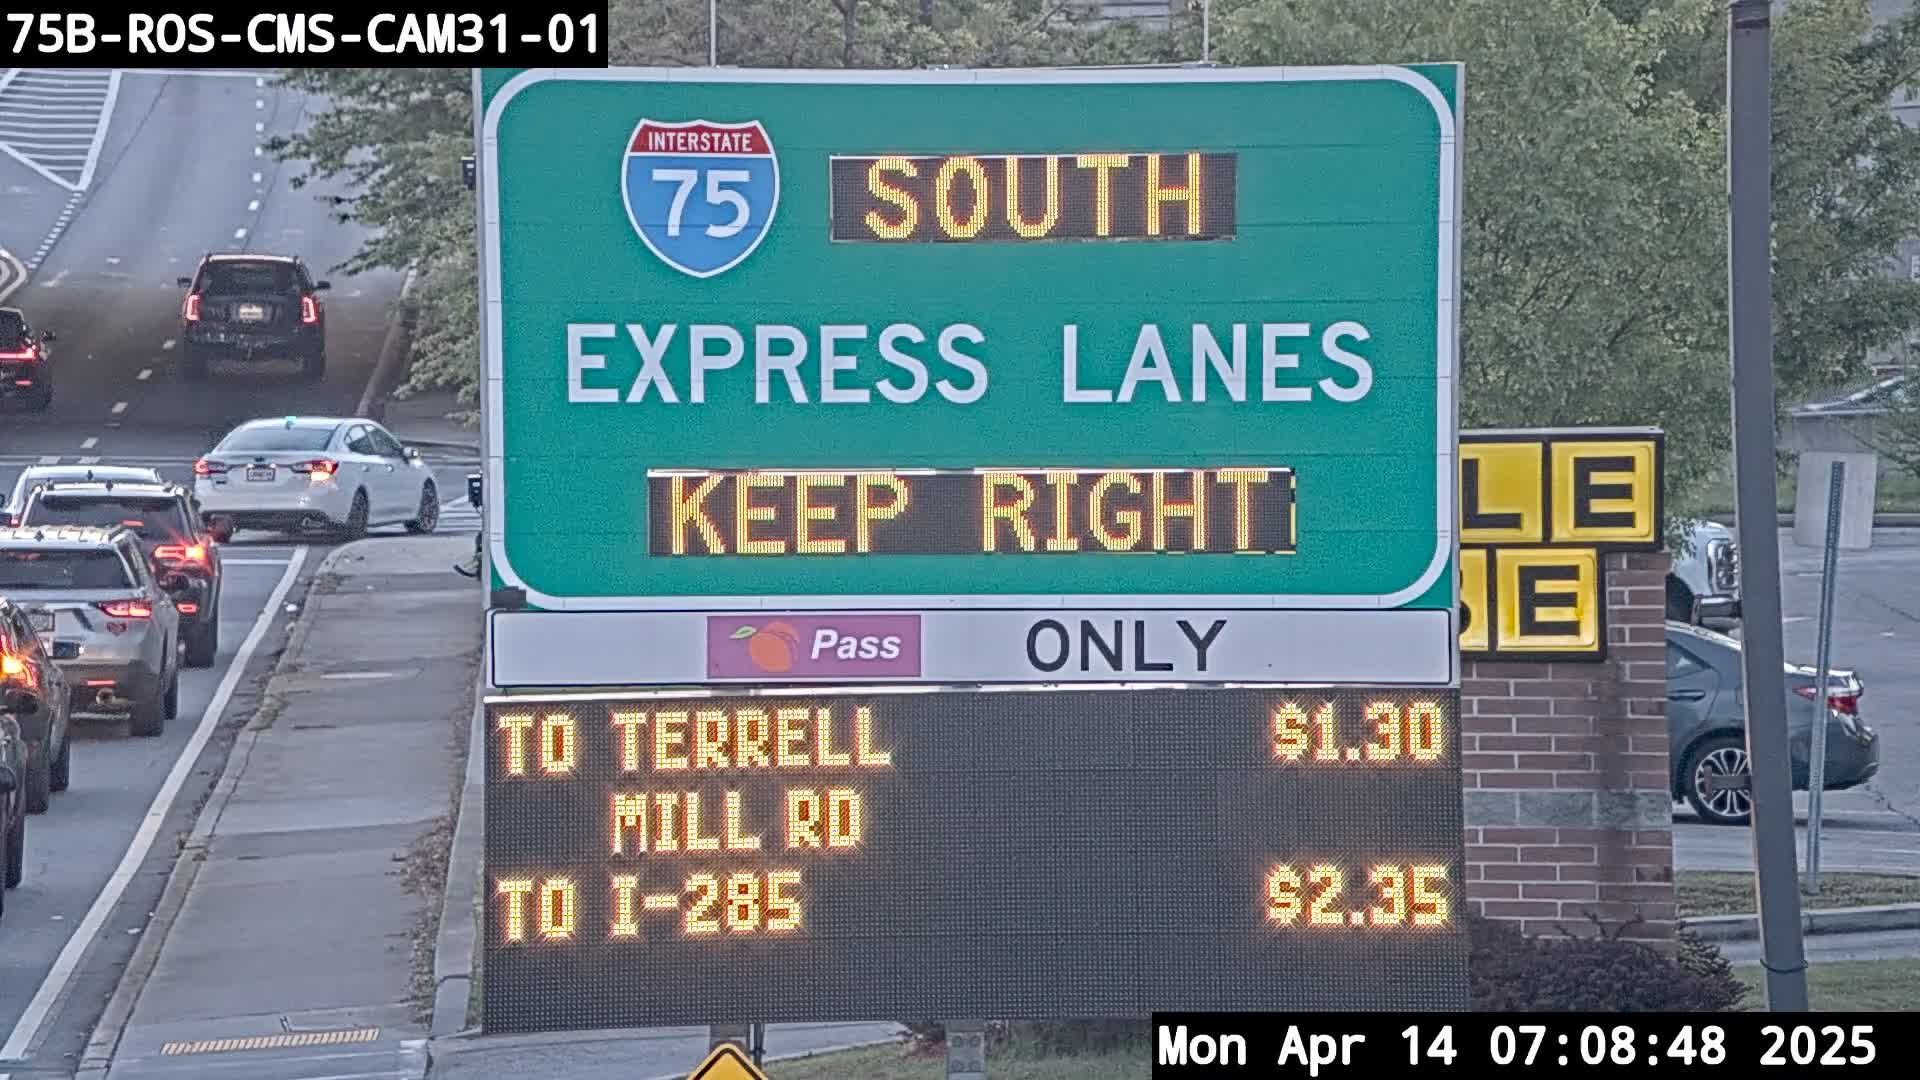 75B-ROS-CMS-CAM31-01
INTERSTATE
75
SOUTH
EXPRESS LANES
KEEP RIGHT
Pass ONLY
TO TERRELL $1.30
MILL RD
TO I-285 $2.35
LE
E
Mon Apr 14 07:08:48 2025